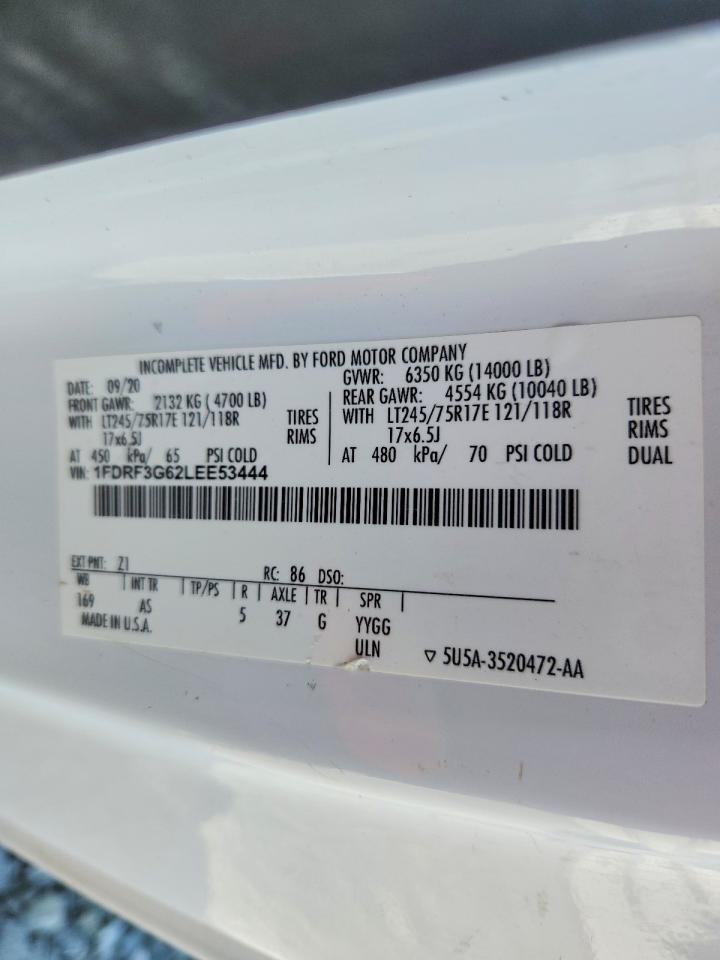 INCOMPLETE VEHICLE MFD. BY FORD MOTOR COMPANY
DATE: 09/20 GVWR: 6350 KG (14000 LB)
FRONT GAWR: 2132 KG ( 4700 LB) REAR GAWR: 4554 KG (10040 LB)
WITH LT245/75R17E 121/118R TIRES WITH LT245/75R17E 121/118R TIRES
17x6.5J RIMS 17x6.5J RIMS
AT 450 kPa/ 65 PSI COLD AT 480 kPa/ 70 PSI COLD DUAL
VIN: 1FDRF3G62LEE53444
EXT PNT: Z1 RC: 86 DSO:
WB INT TR TP/PS R AXLE TR SPR
169 AS 5 37 G YYGG
MADE IN U.S.A. ULN ▽ 5U5A-3520472-AA